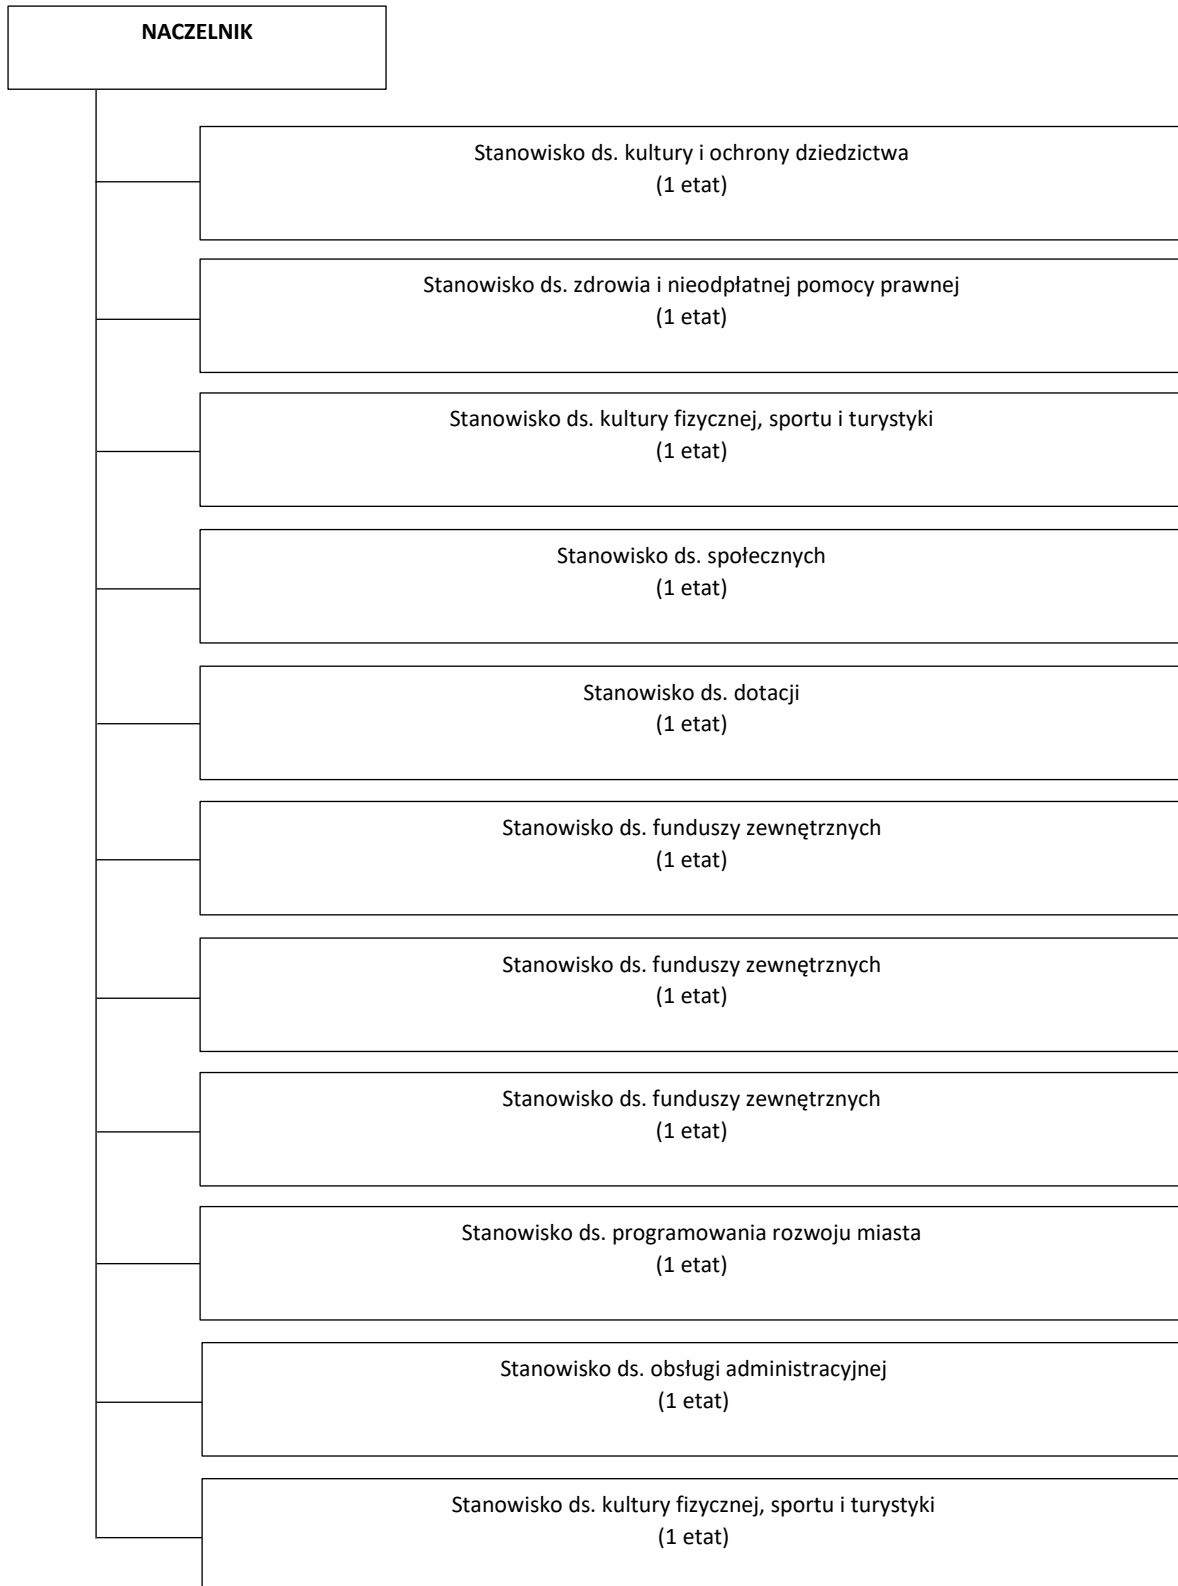 NACZELNIK
Stanowisko ds. kultury i ochrony dziedzictwa
(1 etat)
Stanowisko ds. zdrowia i nieodpłatnej pomocy prawnej
(1 etat)
Stanowisko ds. kultury fizycznej, sportu i turystyki
(1 etat)
Stanowisko ds. społecznych
(1 etat)
Stanowisko ds. dotacji
(1 etat)
Stanowisko ds. funduszy zewnętrznych
(1 etat)
Stanowisko ds. funduszy zewnętrznych
(1 etat)
Stanowisko ds. funduszy zewnętrznych
(1 etat)
Stanowisko ds. programowania rozwoju miasta
(1 etat)
Stanowisko ds. obsługi administracyjnej
(1 etat)
Stanowisko ds. kultury fizycznej, sportu i turystyki
(1 etat)